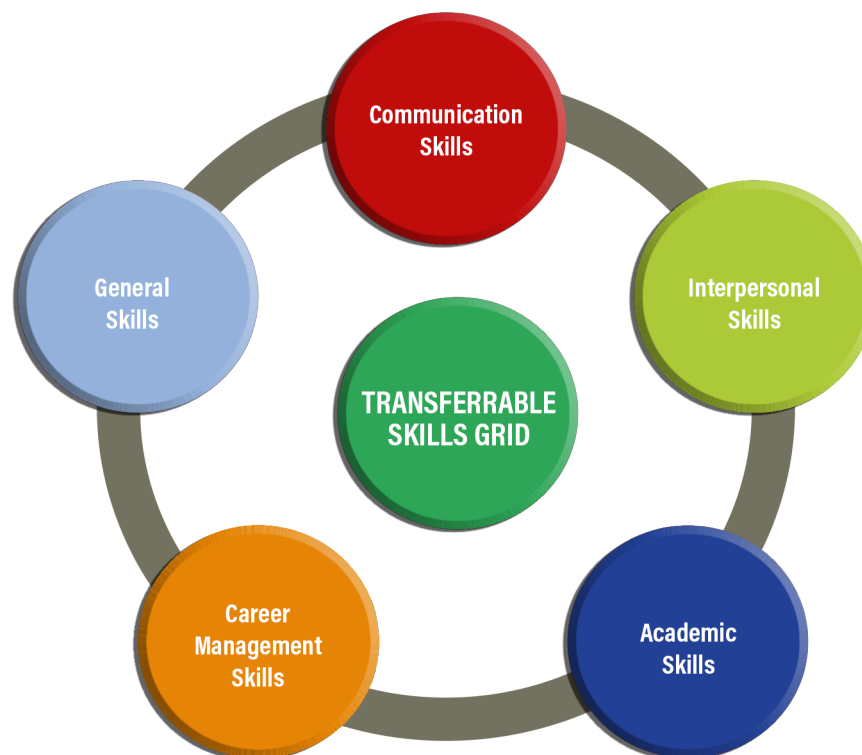 Communication
Skills
General
Skills
Interpersonal
Skills
TRANSFERRABLE
SKILLS GRID
Career
Management
Skills
Academic
Skills